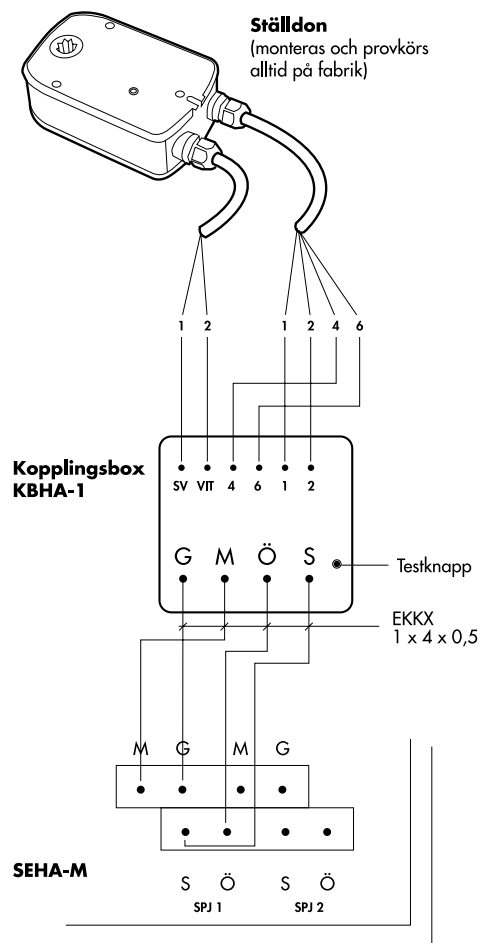 Ställdon
(monteras och provkörs
alltid på fabrik)
1 2 1 2 4 6
Kopplingsbox
KBHA-1
SV VIT 4 6 1 2
G M Ö S
Testknapp
EKKX
1 x 4 x 0,5
M G M G
SEHA-M
S Ö S Ö
SPJ 1 SPJ 2